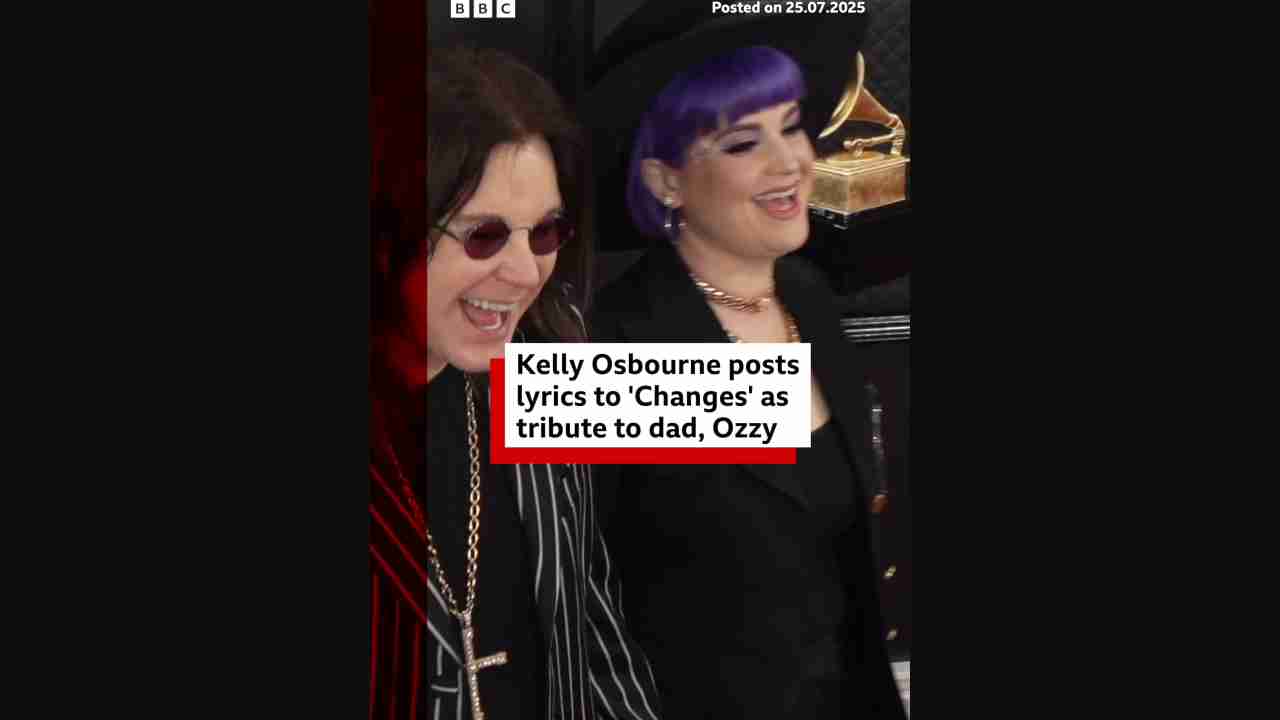 BBC
Posted on 25.07.2025
Kelly Osbourne posts
lyrics to 'Changes' as
tribute to dad, Ozzy